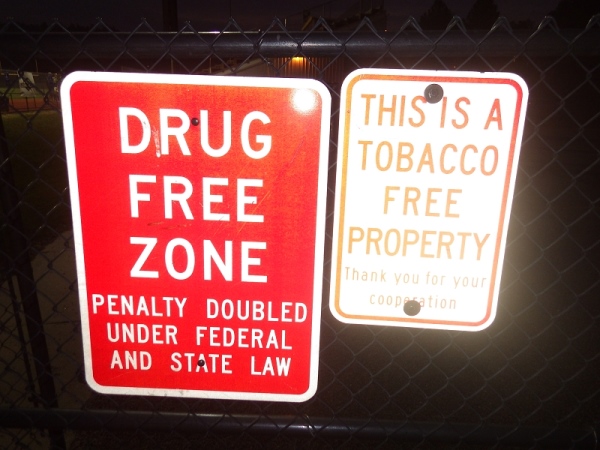 DRUG
FREE
ZONE
PENALTY DOUBLED
UNDER FEDERAL
AND STATE LAW
THIS IS A
TOBACCO
FREE
PROPERTY
Thank you for your
cooperation